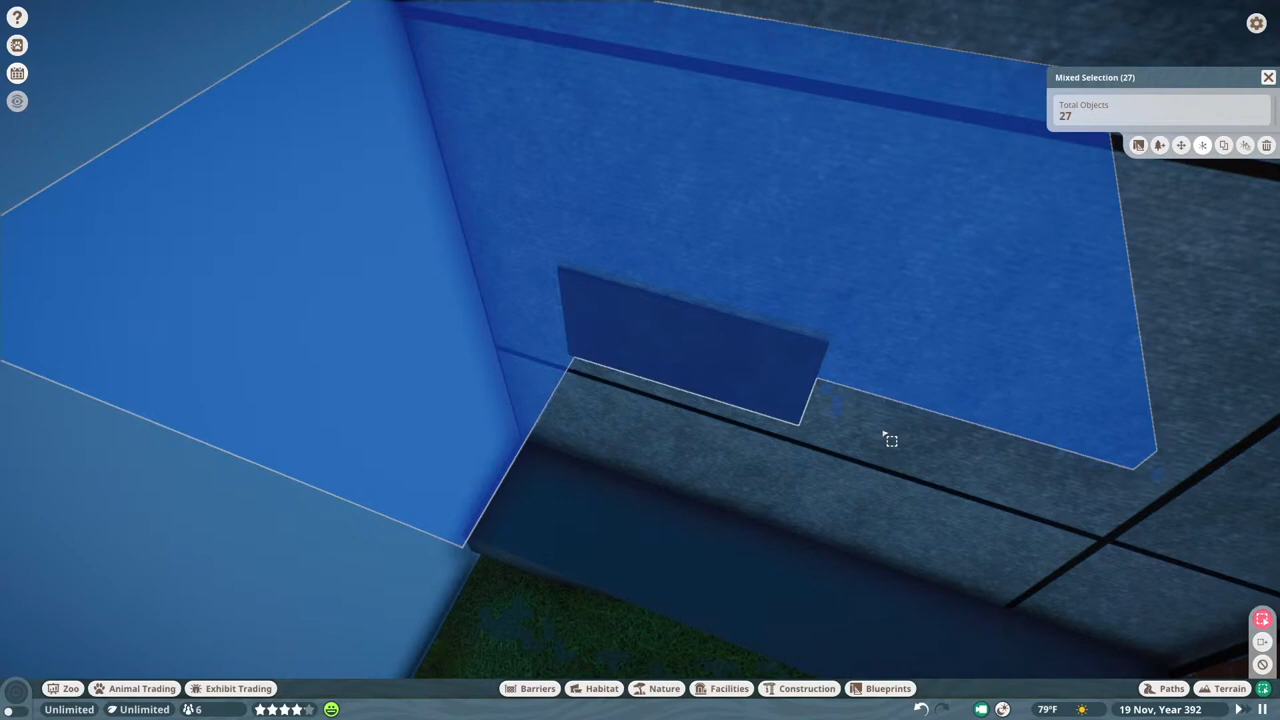 ?
Mixed Selection (27)
Total Objects
27
Zoo
Animal Trading
Exhibit Trading
Barriers
Habitat
Nature
Facilities
Construction
Blueprints
Paths
Terrain
Unlimited
Unlimited
6
79°F
19 Nov, Year 392